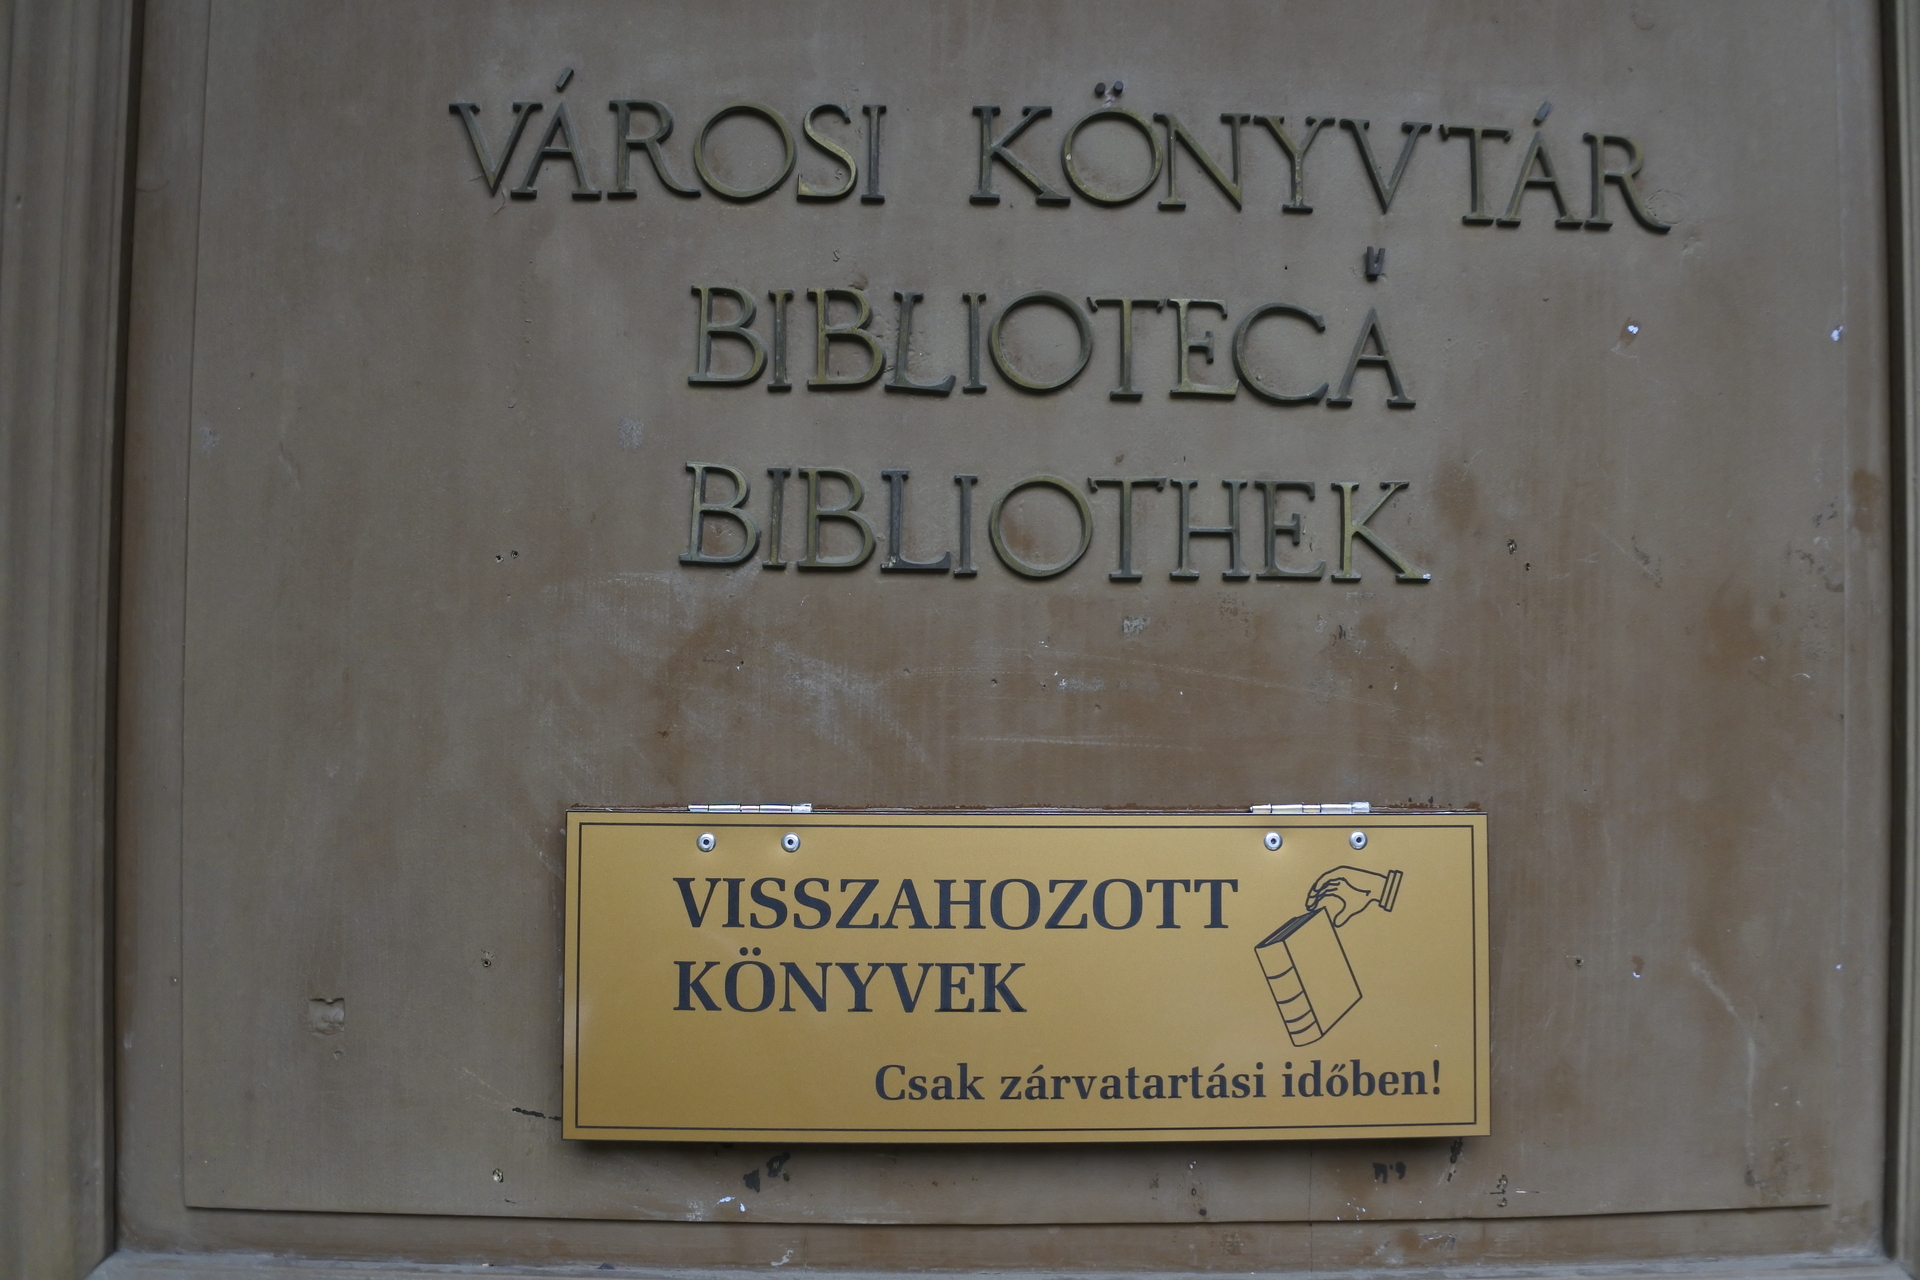 VÁROSI KÖNYVTÁR
BIBLIOTECĂ
BIBLIOTHEK
VISSZAHOZOTT
KÖNYVEK
Csak zárvatartási időben!